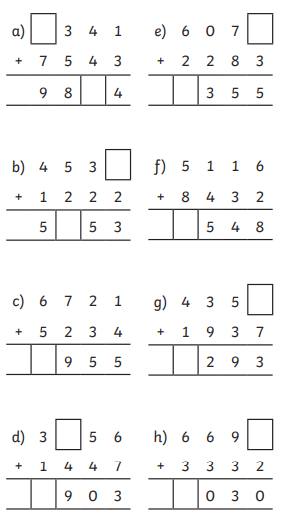 a) 3 4 1
+ 7 5 4 3
9 8 4
b) 4 5 3
+ 1 2 2 2
5 5 3
c) 6 7 2 1
+ 5 2 3 4
9 5 5
d) 3 5 6
+ 1 4 4 7
9 0 3
e) 6 0 7
+ 2 2 8 3
3 5 5
f) 5 1 1 6
+ 8 4 3 2
5 4 8
g) 4 3 5
+ 1 9 3 7
2 9 3
h) 6 6 9
+ 3 3 3 2
0 3 0